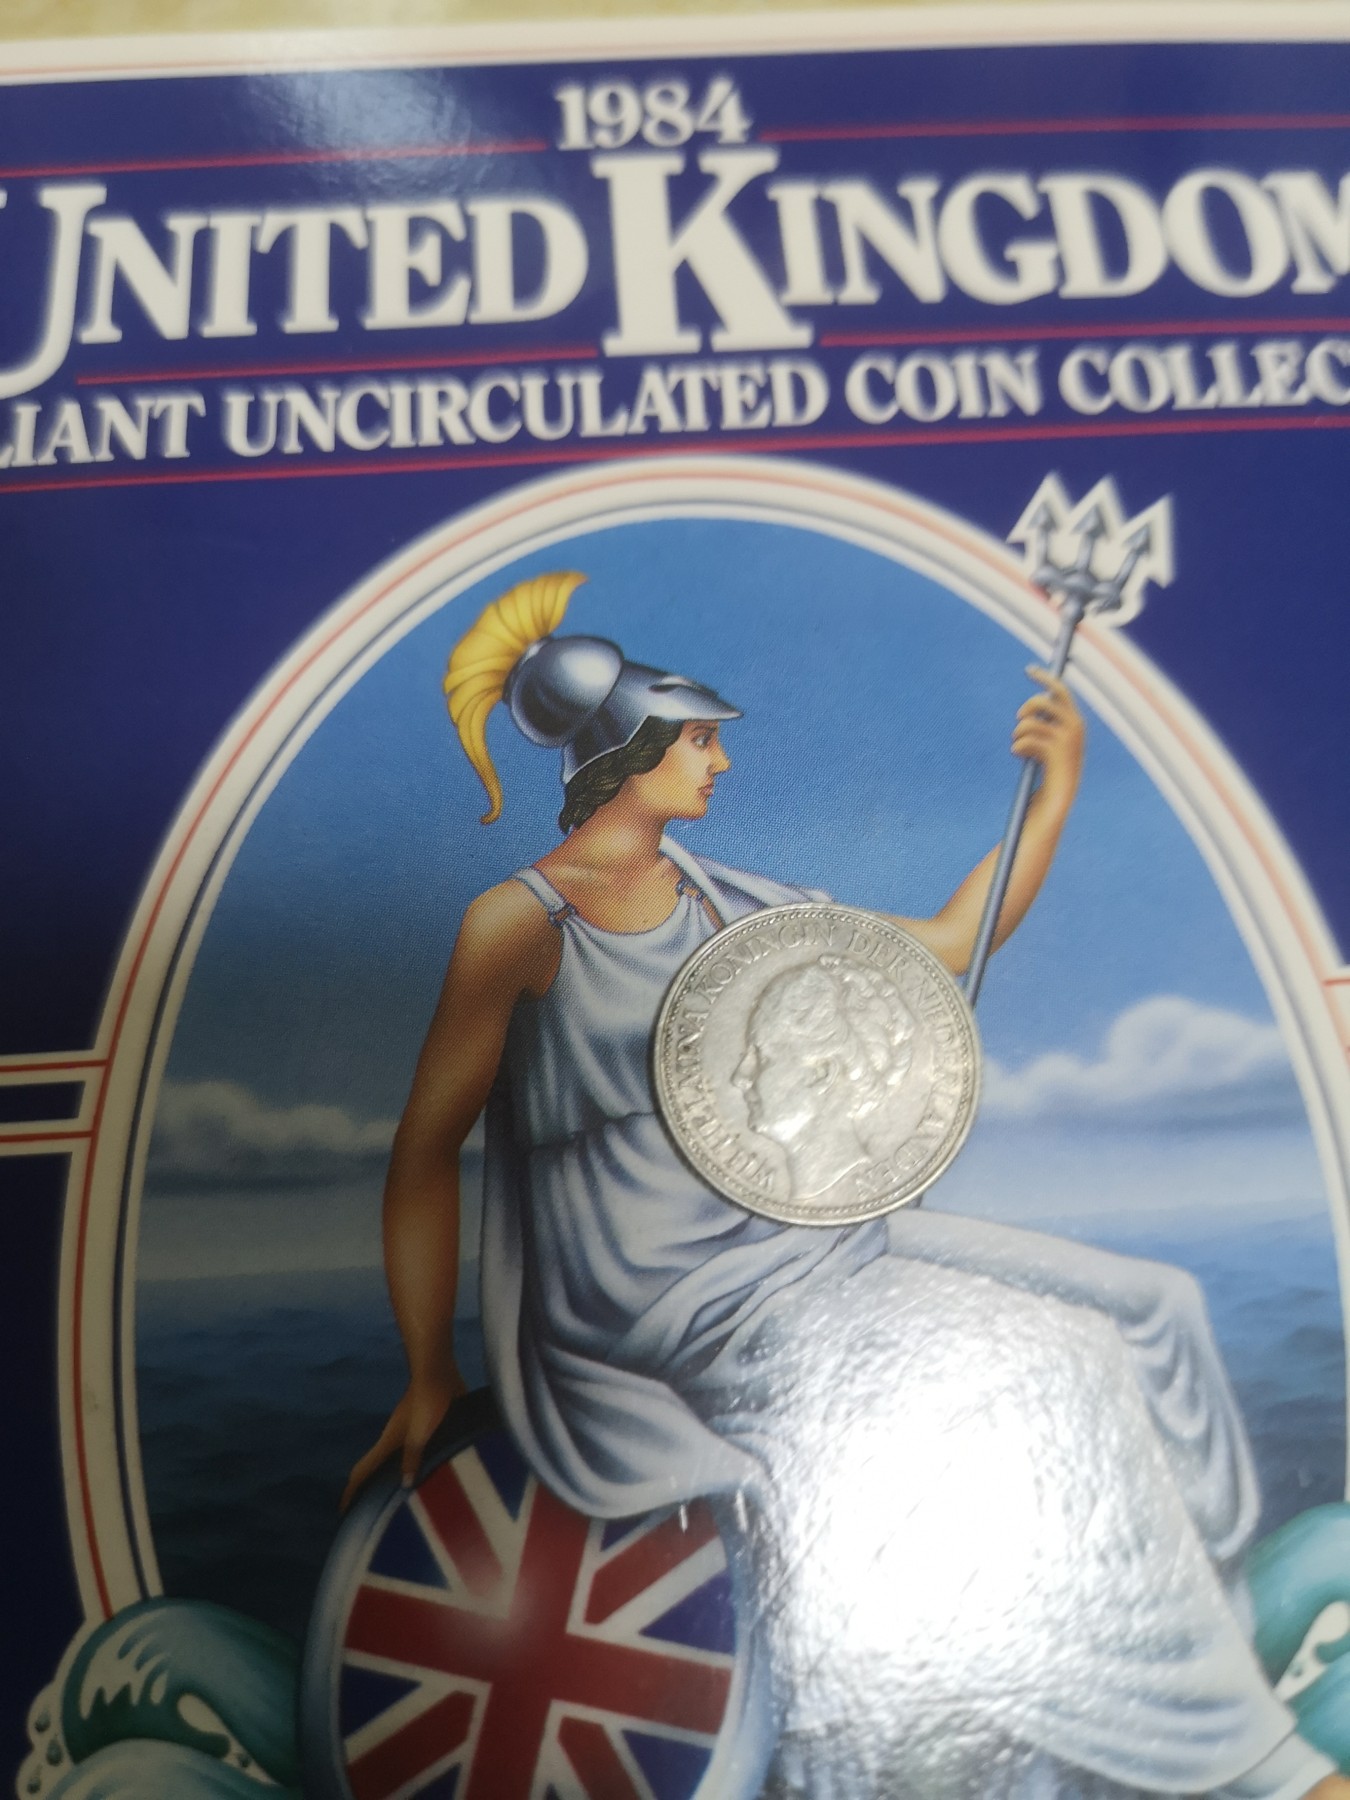 1984
UNITED KINGDOM
LIANT UNCIRCULATED COIN COLLEC
WILHELMINA KONINGIN DER NEDERLANDEN